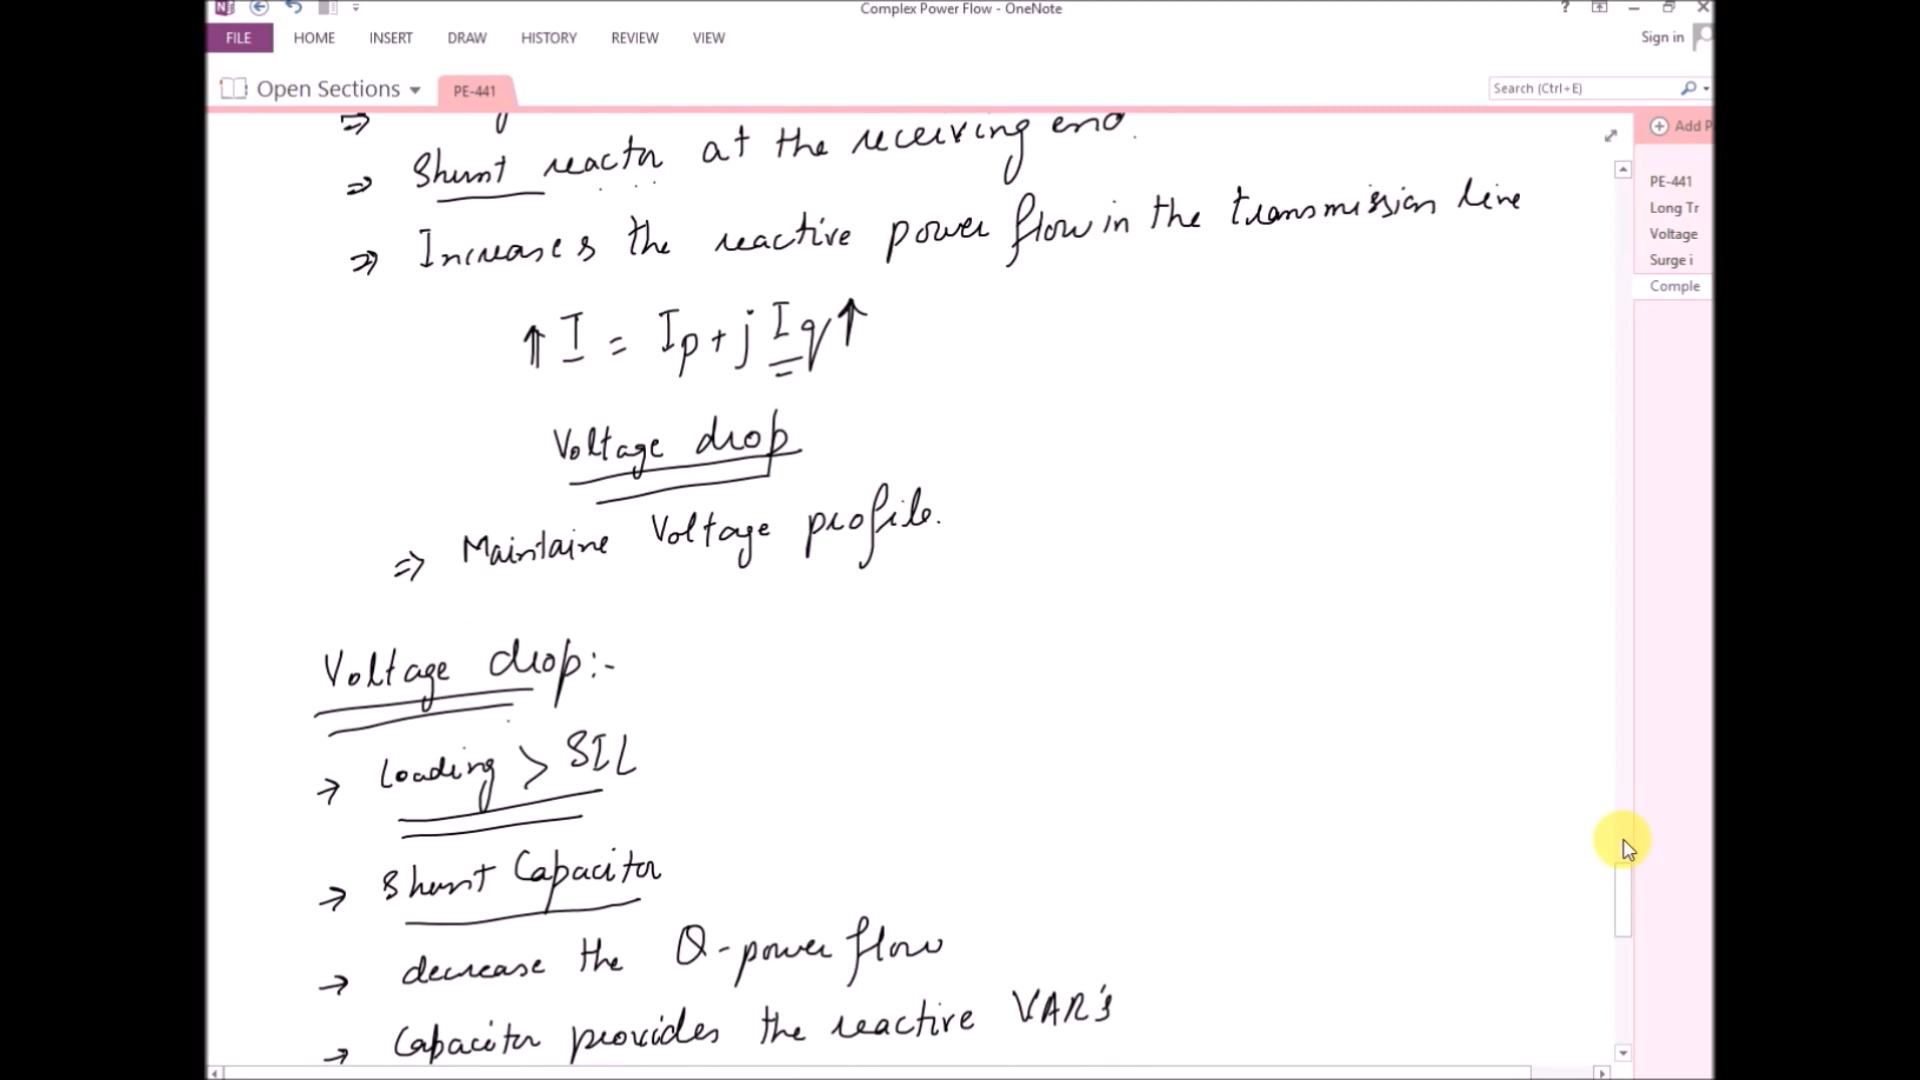 Complex Power Flow - OneNote
FILE HOME INSERT DRAW HISTORY REVIEW VIEW
Sign in
Open Sections
PE-441
Search (Ctrl+E)
Add P
PE-441
Long Tr
Voltage
Surge i
Comple
⇒ Shunt reactor at the receiving end.
⇒ Increases the reactive power flow in the transmission line
↑ I = Ip + j Iq ↑
Voltage drop
⇒ Maintaine Voltage profile.
Voltage drop:-
→ Loading > SIL
→ Shunt Capacitor
→ decrease the Q-power flow
→ Capacitor provides the reactive VAR's